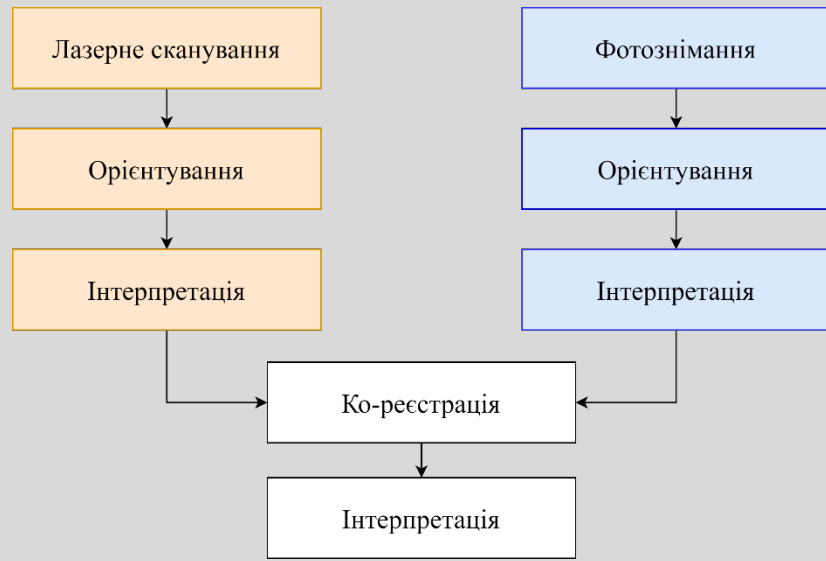 Лазерне сканування
Фотознімання
Орієнтування
Орієнтування
Інтерпретація
Інтерпретація
Ко-реєстрація
Інтерпретація